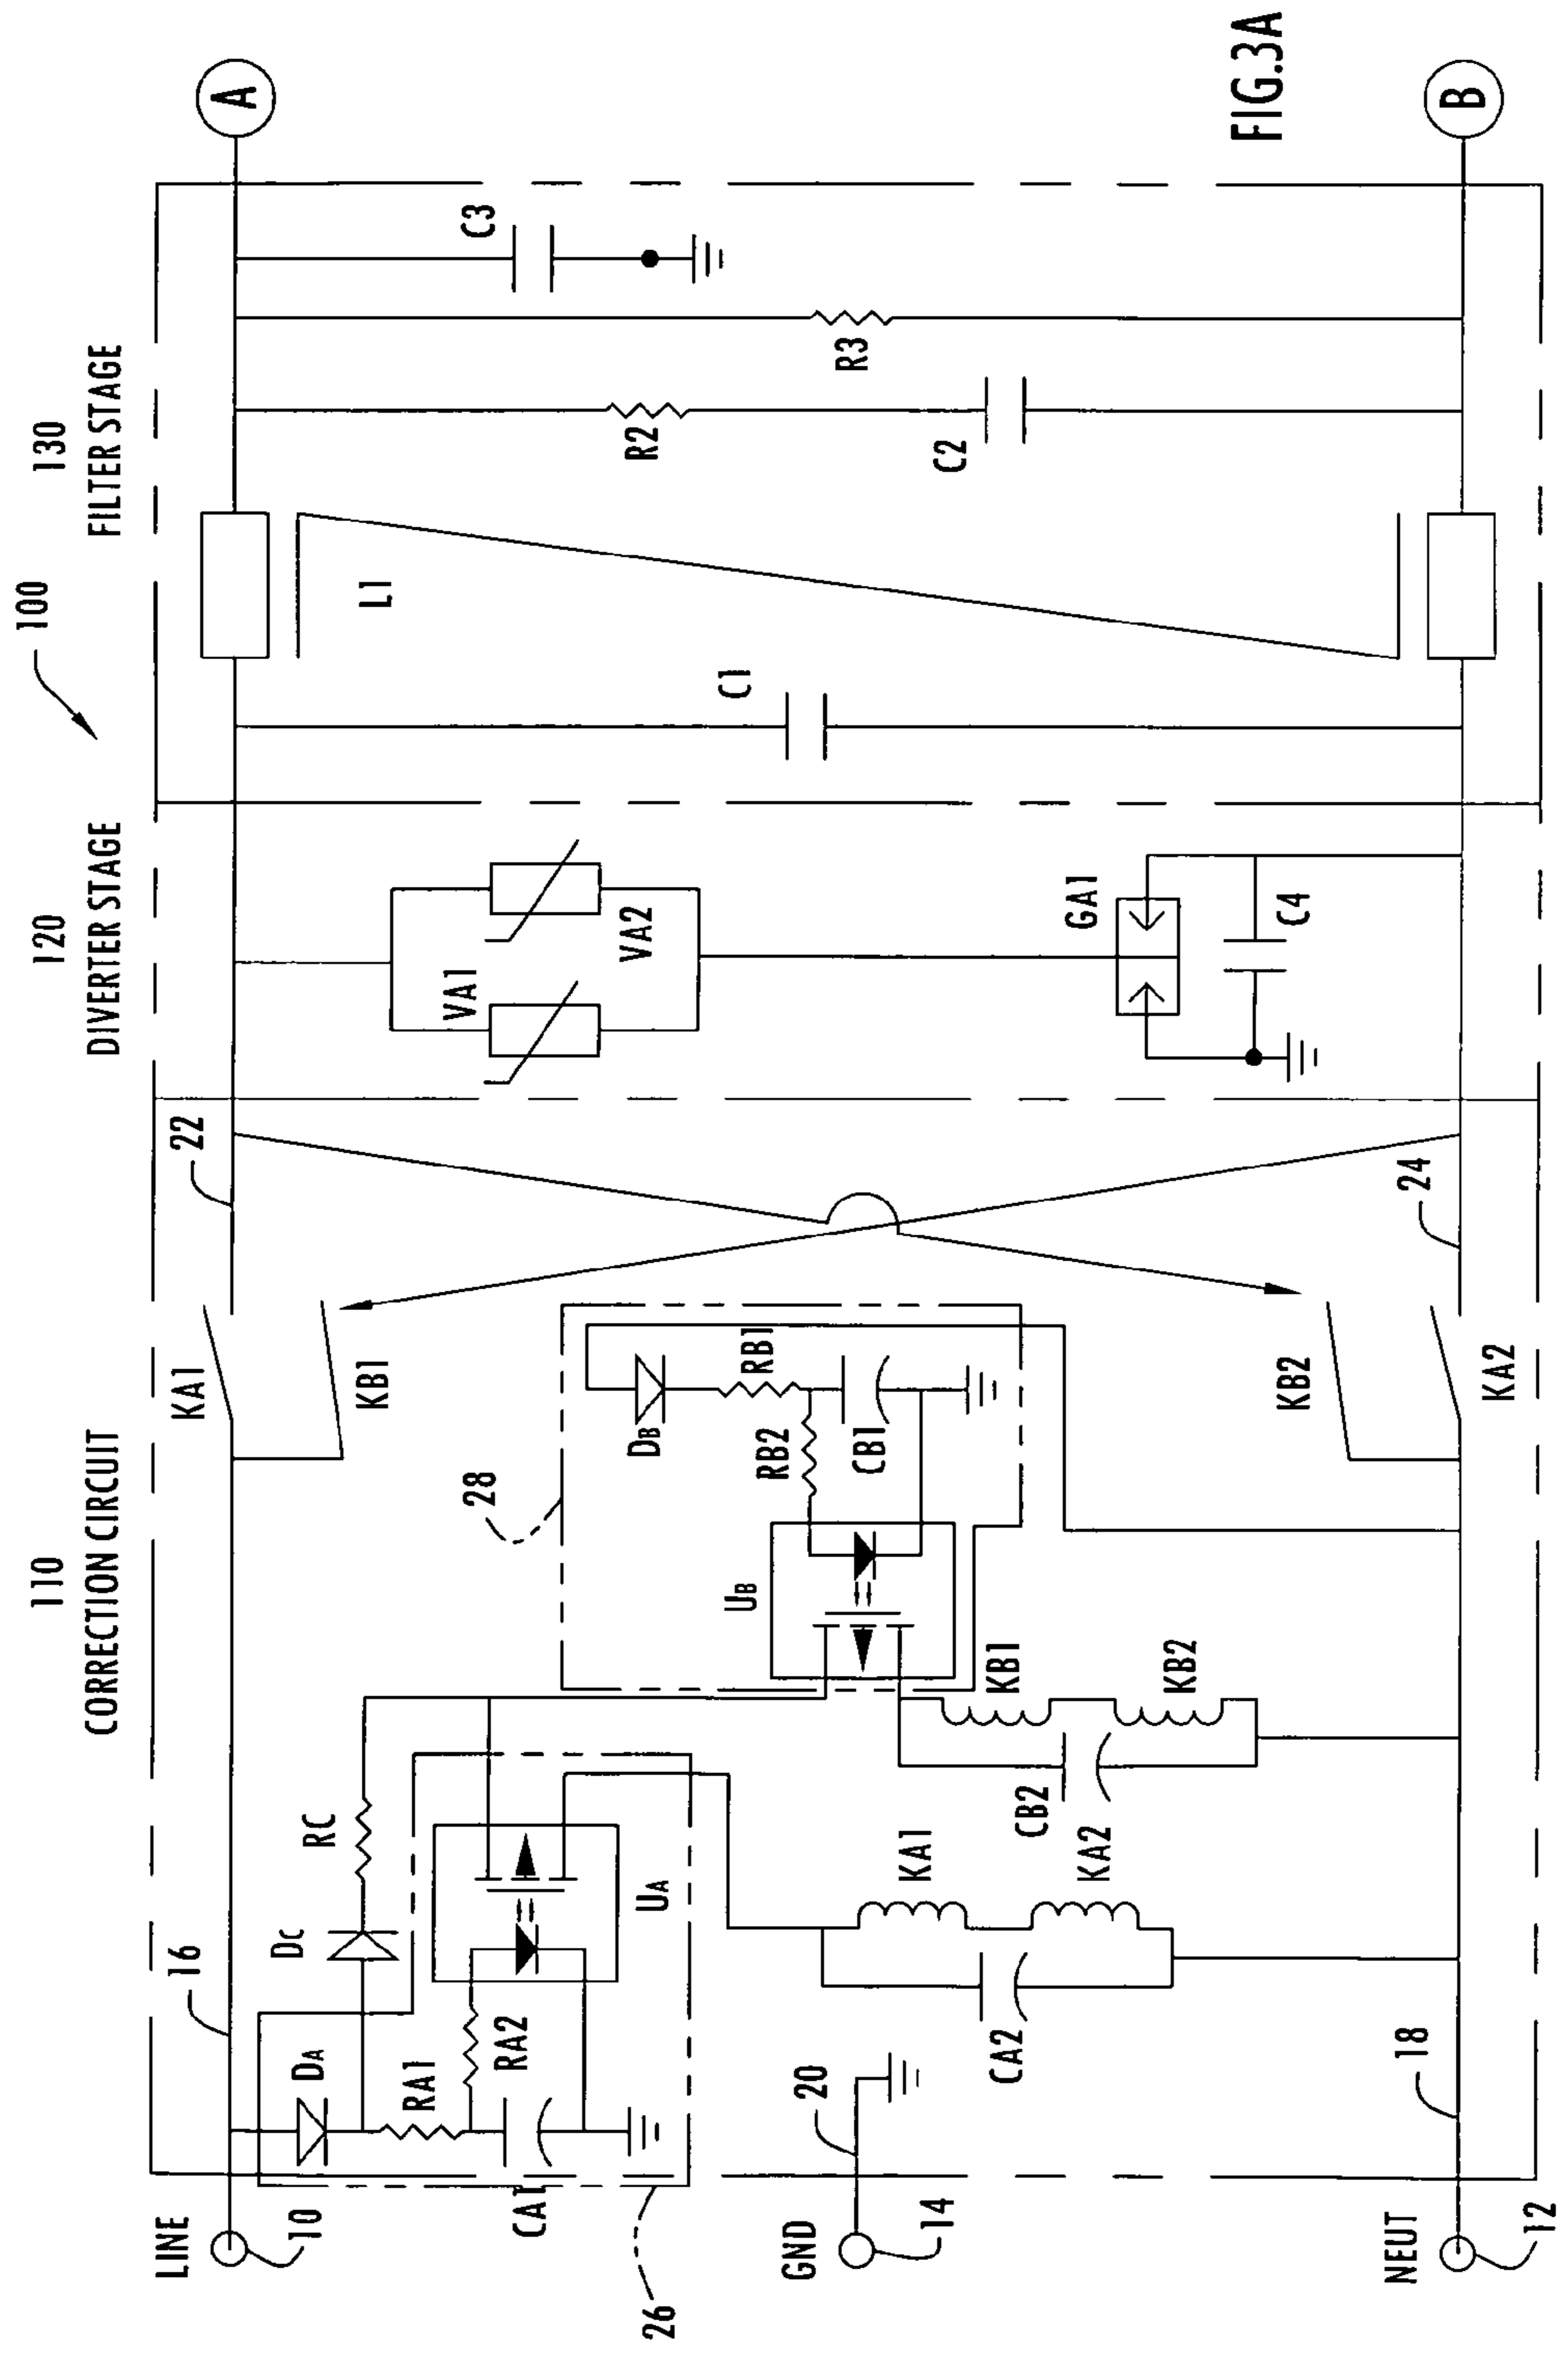 100
110
CORRECTION CIRCUIT
120
DIVERTER STAGE
130
FILTER STAGE
LINE
10
16
DA
DC
RC
RA1
RA2
CA1
UA
26
KA1
KB1
22
28
DB
RB1
RB2
CB1
UB
KB1
KB2
CB2
KA1
KA2
CA2
GND
14
20
NEUT
12
18
KB2
KA2
24
VA1
VA2
GA1
C4
C1
L1
R2
C2
R3
C3
A
B
FIG.3A